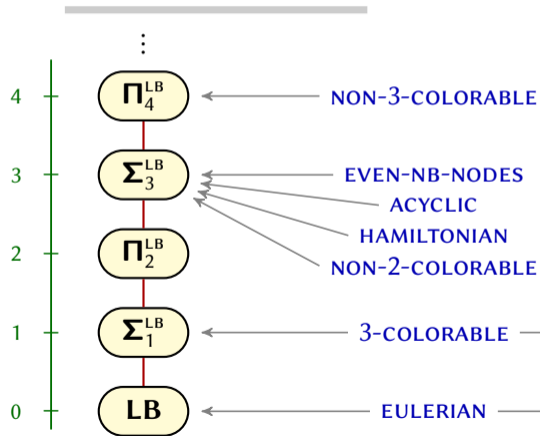 ⋮
4 Π₄ᴸᴮ NON-3-COLORABLE
3 Σ₃ᴸᴮ EVEN-NB-NODES
ACYCLIC
HAMILTONIAN
2 Π₂ᴸᴮ NON-2-COLORABLE
1 Σ₁ᴸᴮ 3-COLORABLE
0 LB EULERIAN